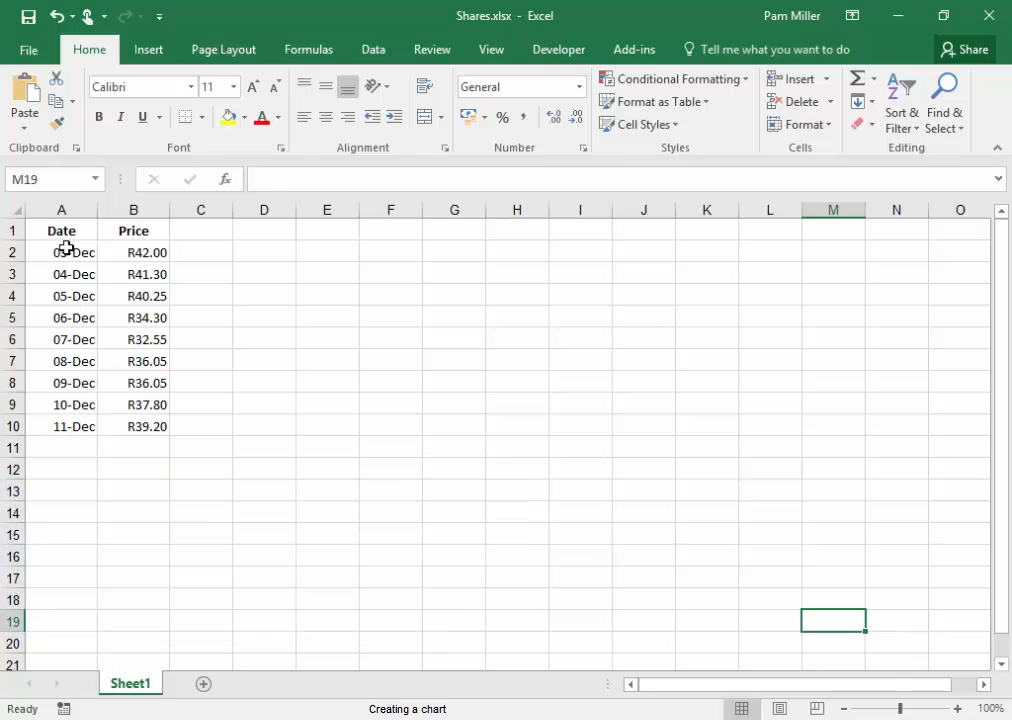 Shares.xlsx - Excel
Pam Miller
File Home Insert Page Layout Formulas Data Review View Developer Add-ins Tell me what you want to do Share
Paste
Calibri 11
B I U A
General
% ,
Conditional Formatting
Format as Table
Cell Styles
Insert
Delete
Format
Sort & Filter
Find & Select
Clipboard Font Alignment Number Styles Cells Editing
M19 fx
A B C D E F G H I J K L M N O
1 Date Price
2 R42.00
3 04-Dec R41.30
4 05-Dec R40.25
5 06-Dec R34.30
6 07-Dec R32.55
7 08-Dec R36.05
8 09-Dec R36.05
9 10-Dec R37.80
10 11-Dec R39.20
11
12
13
14
15
16
17
18
19
20
21
Sheet1
Ready Creating a chart 100%